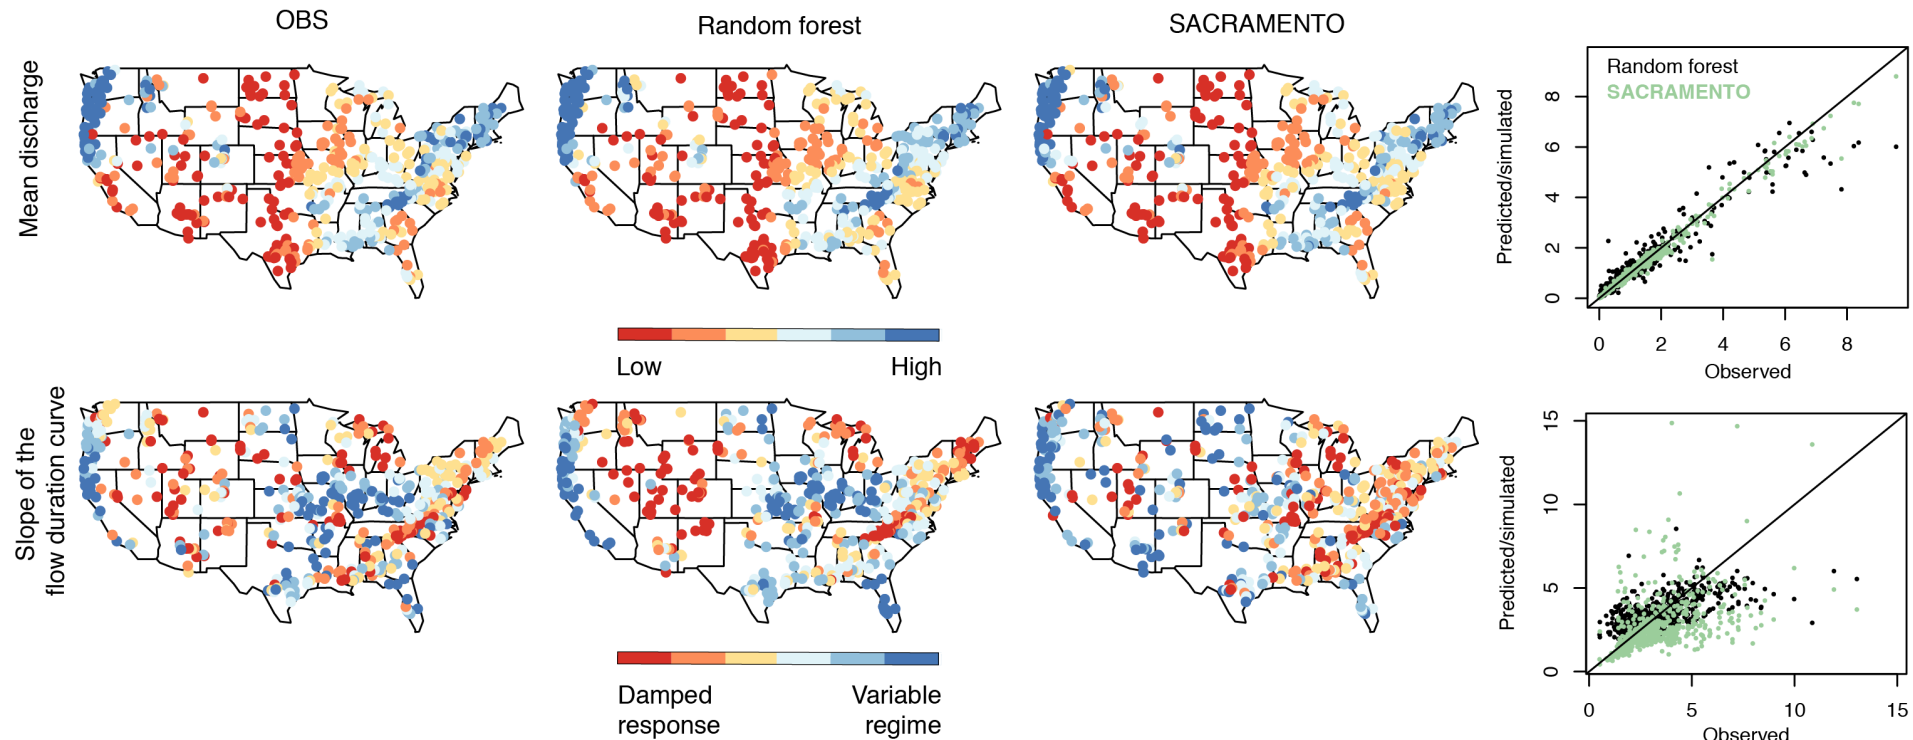 OBS
Random forest
SACRAMENTO
Mean discharge
Random forest
SACRAMENTO
Predicted/simulated
0 2 4 6 8
0 2 4 6 8
Observed
Low High
Slope of the
flow duration curve
Predicted/simulated
0 5 10 15
0 5 10 15
Observed
Damped Variable
response regime